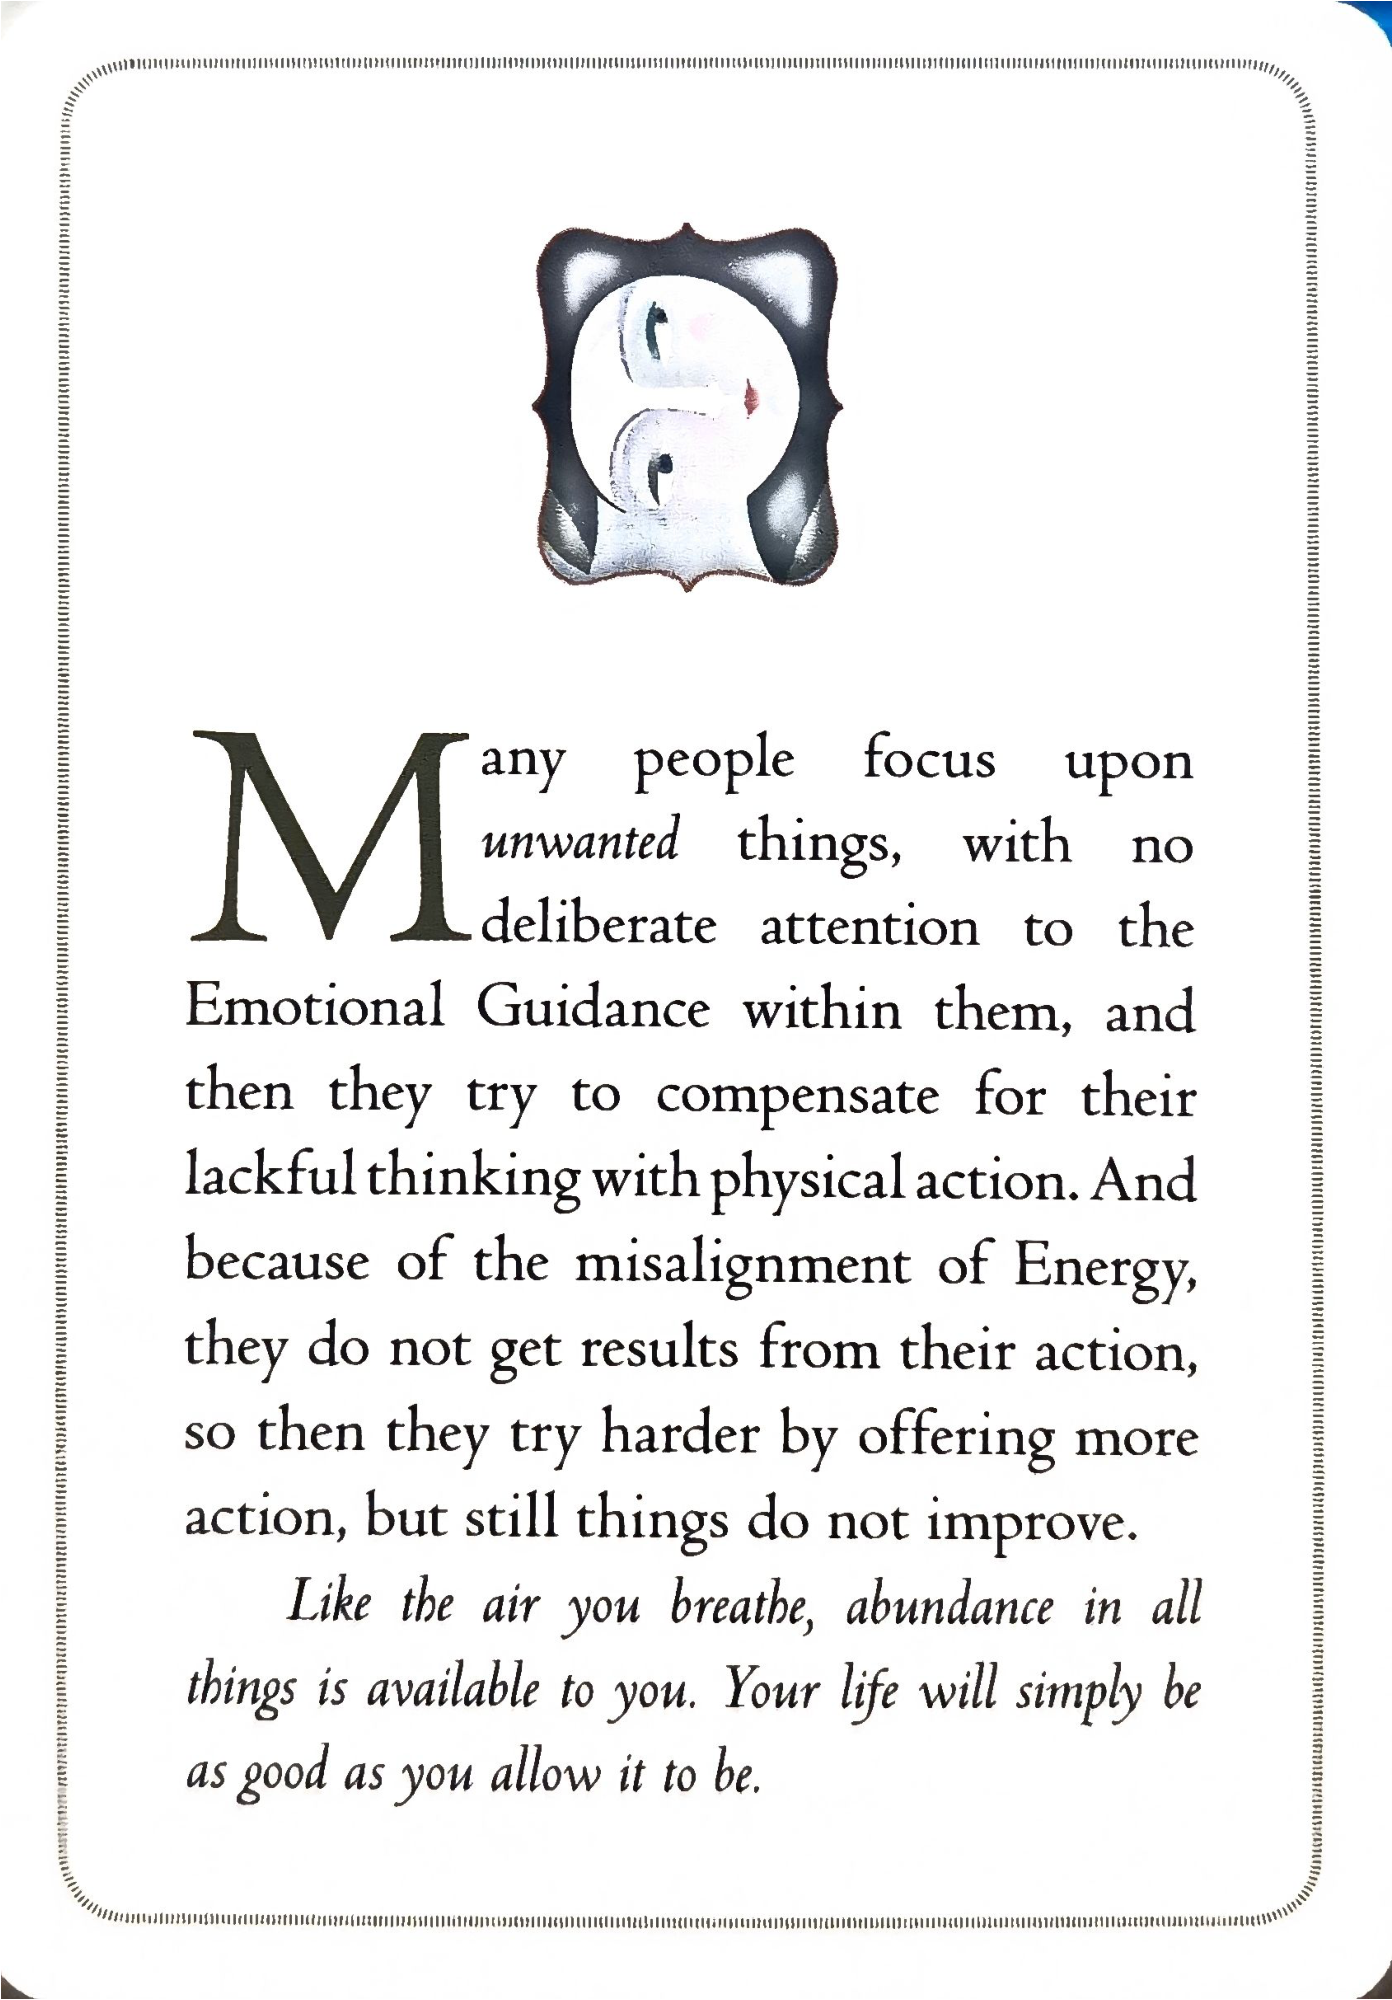 Many people focus upon
unwanted things, with no
deliberate attention to the
Emotional Guidance within them, and
then they try to compensate for their
lackful thinking with physical action. And
because of the misalignment of Energy,
they do not get results from their action,
so then they try harder by offering more
action, but still things do not improve.
Like the air you breathe, abundance in all
things is available to you. Your life will simply be
as good as you allow it to be.